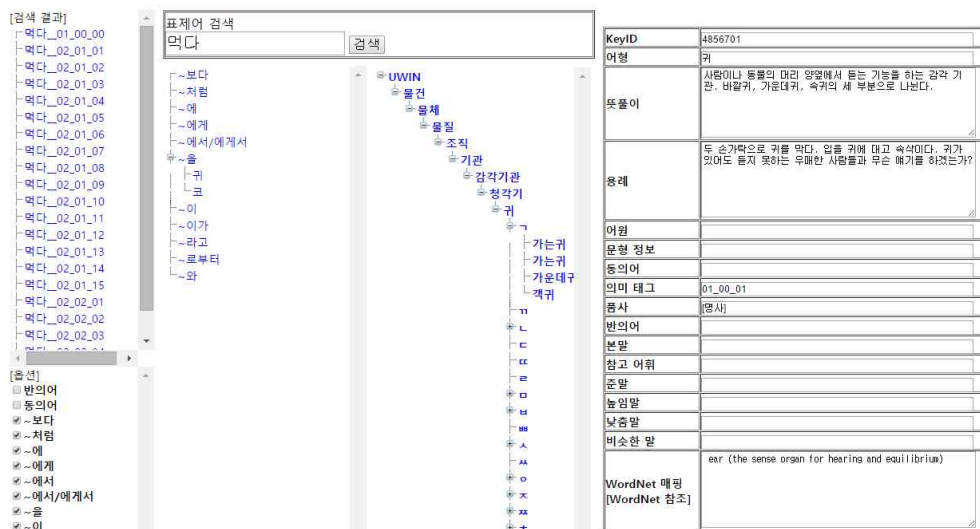 [검색 결과]
먹다__01_00_00
먹다__02_01_01
먹다__02_01_02
먹다__02_01_03
먹다__02_01_04
먹다__02_01_05
먹다__02_01_06
먹다__02_01_07
먹다__02_01_08
먹다__02_01_09
먹다__02_01_10
먹다__02_01_11
먹다__02_01_12
먹다__02_01_13
먹다__02_01_14
먹다__02_01_15
먹다__02_02_01
먹다__02_02_02
먹다__02_02_03
[옵션]
반의어
동의어
~보다
~처럼
~에
~에게
~에서
~에서/에게서
~을
~이
표제어 검색
먹다
검색
~보다
~처럼
~에
~에게
~에서/에게서
~을
귀
코
~이
~이가
~라고
~로부터
~와
UWIN
물건
물체
물질
조직
기관
감각기관
청각기
귀
ㄱ
가는귀
가는귀
가운데귀
객귀
ㄲ
ㄴ
ㄷ
ㄸ
ㄹ
ㅁ
ㅂ
ㅃ
ㅅ
ㅆ
ㅇ
ㅈ
ㅉ
KeyID 4856701
어형 귀
뜻풀이 사람이나 동물의 머리 양옆에서 듣는 기능을 하는 감각 기
관. 바깥귀, 가운데귀, 속귀의 세 부분으로 나뉜다.
용례 두 손가락으로 귀를 막다. 입을 귀에 대고 속삭이다. 귀가
있어도 듣지 못하는 우매한 사람들과 무슨 얘기를 하겠는가?
어원
문형 정보
동의어
의미 태그 01_00_01
품사 [명사]
반의어
본말
참고 어휘
준말
높임말
낮춤말
비슷한 말
WordNet 매핑
[WordNet 참조]
ear (the sense organ for hearing and equilibrium)